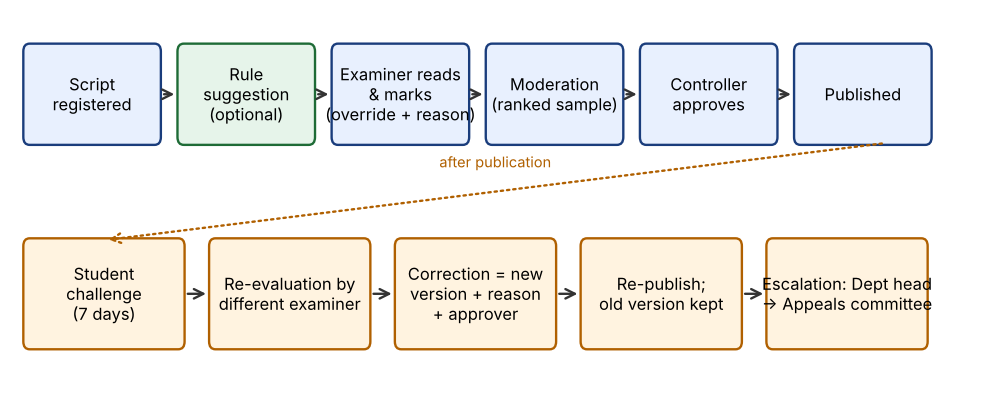 Script
registered
Rule
suggestion
(optional)
Examiner reads
& marks
(override + reason)
Moderation
(ranked sample)
Controller
approves
Published
after publication
Student
challenge
(7 days)
Re-evaluation by
different examiner
Correction = new
version + reason
+ approver
Re-publish;
old version kept
Escalation: Dept head
→ Appeals committee